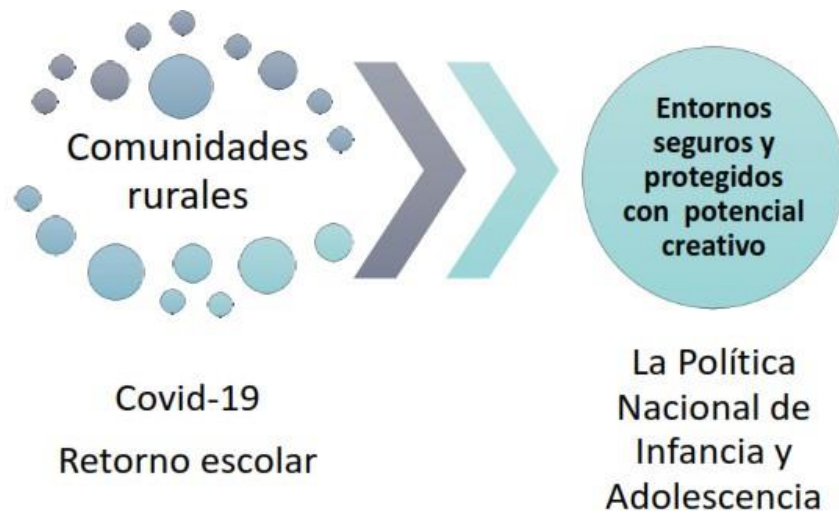 Comunidades
rurales
Covid-19
Retorno escolar
Entornos
seguros y
protegidos
con potencial
creativo
La Política
Nacional de
Infancia y
Adolescencia